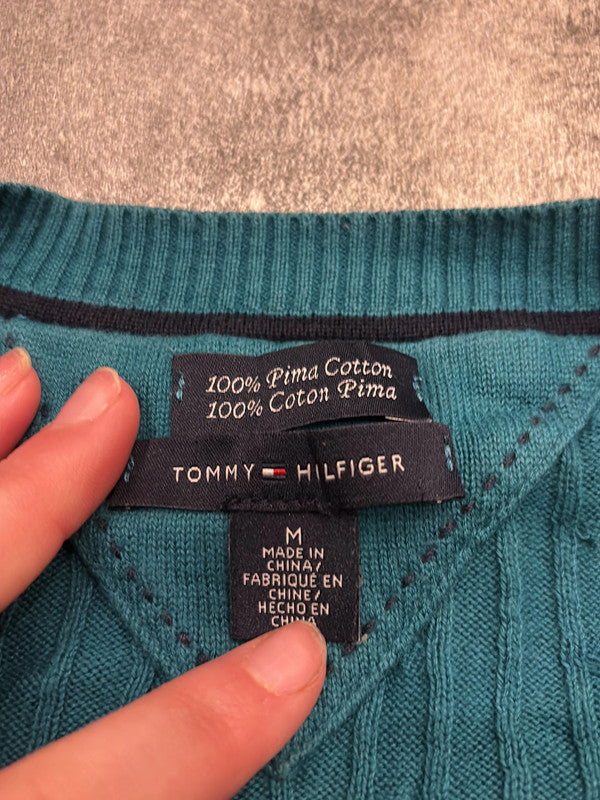 100% Pima Cotton
100% Coton Pima
TOMMY HILFIGER
M
MADE IN
CHINA/
FABRIQUÉ EN
CHINE/
HECHO EN
CHINA